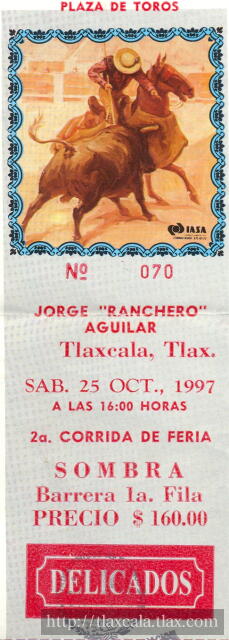 PLAZA DE TOROS
IASA
Nº 070
JORGE "RANCHERO"
AGUILAR
Tlaxcala, Tlax.
SAB. 25 OCT., 1997
A LAS 16:00 HORAS
2a. CORRIDA DE FERIA
SOMBRA
Barrera 1a. Fila
PRECIO $ 160.00
DELICADOS
http://tlaxcala.tlax.com